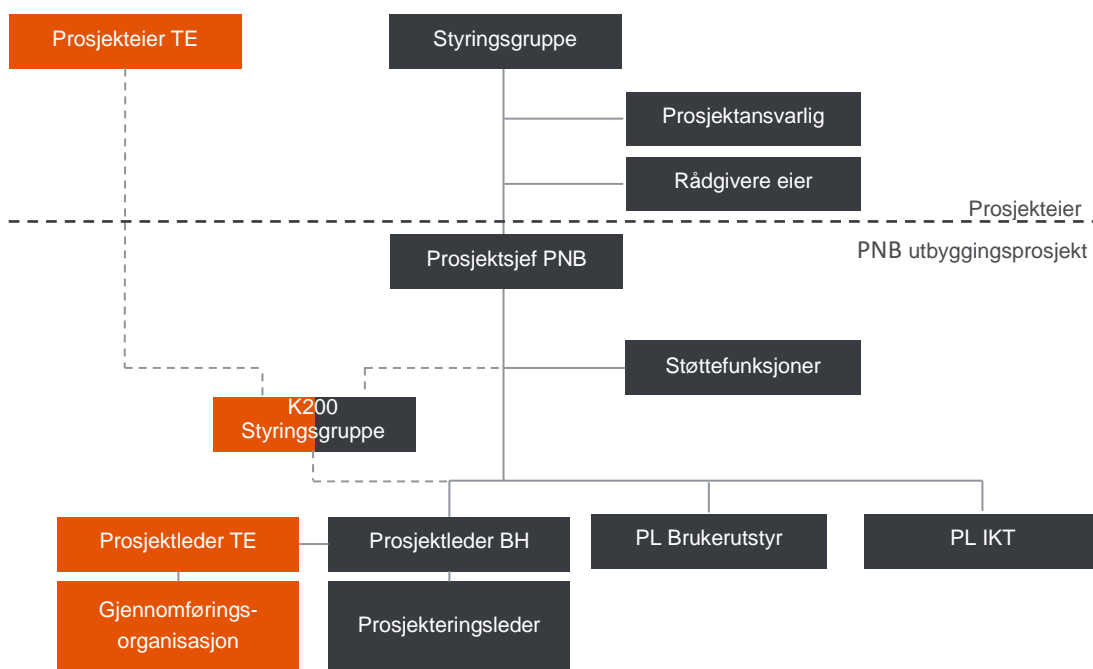 Prosjekteier TE
Styringsgruppe
Prosjektansvarlig
Rådgivere eier
Prosjekteier
PNB utbyggingsprosjekt
Prosjektsjef PNB
Støttefunksjoner
K200
Styringsgruppe
Prosjektleder TE
Prosjektleder BH
PL Brukerutstyr
PL IKT
Gjennomførings-
organisasjon
Prosjekteringsleder